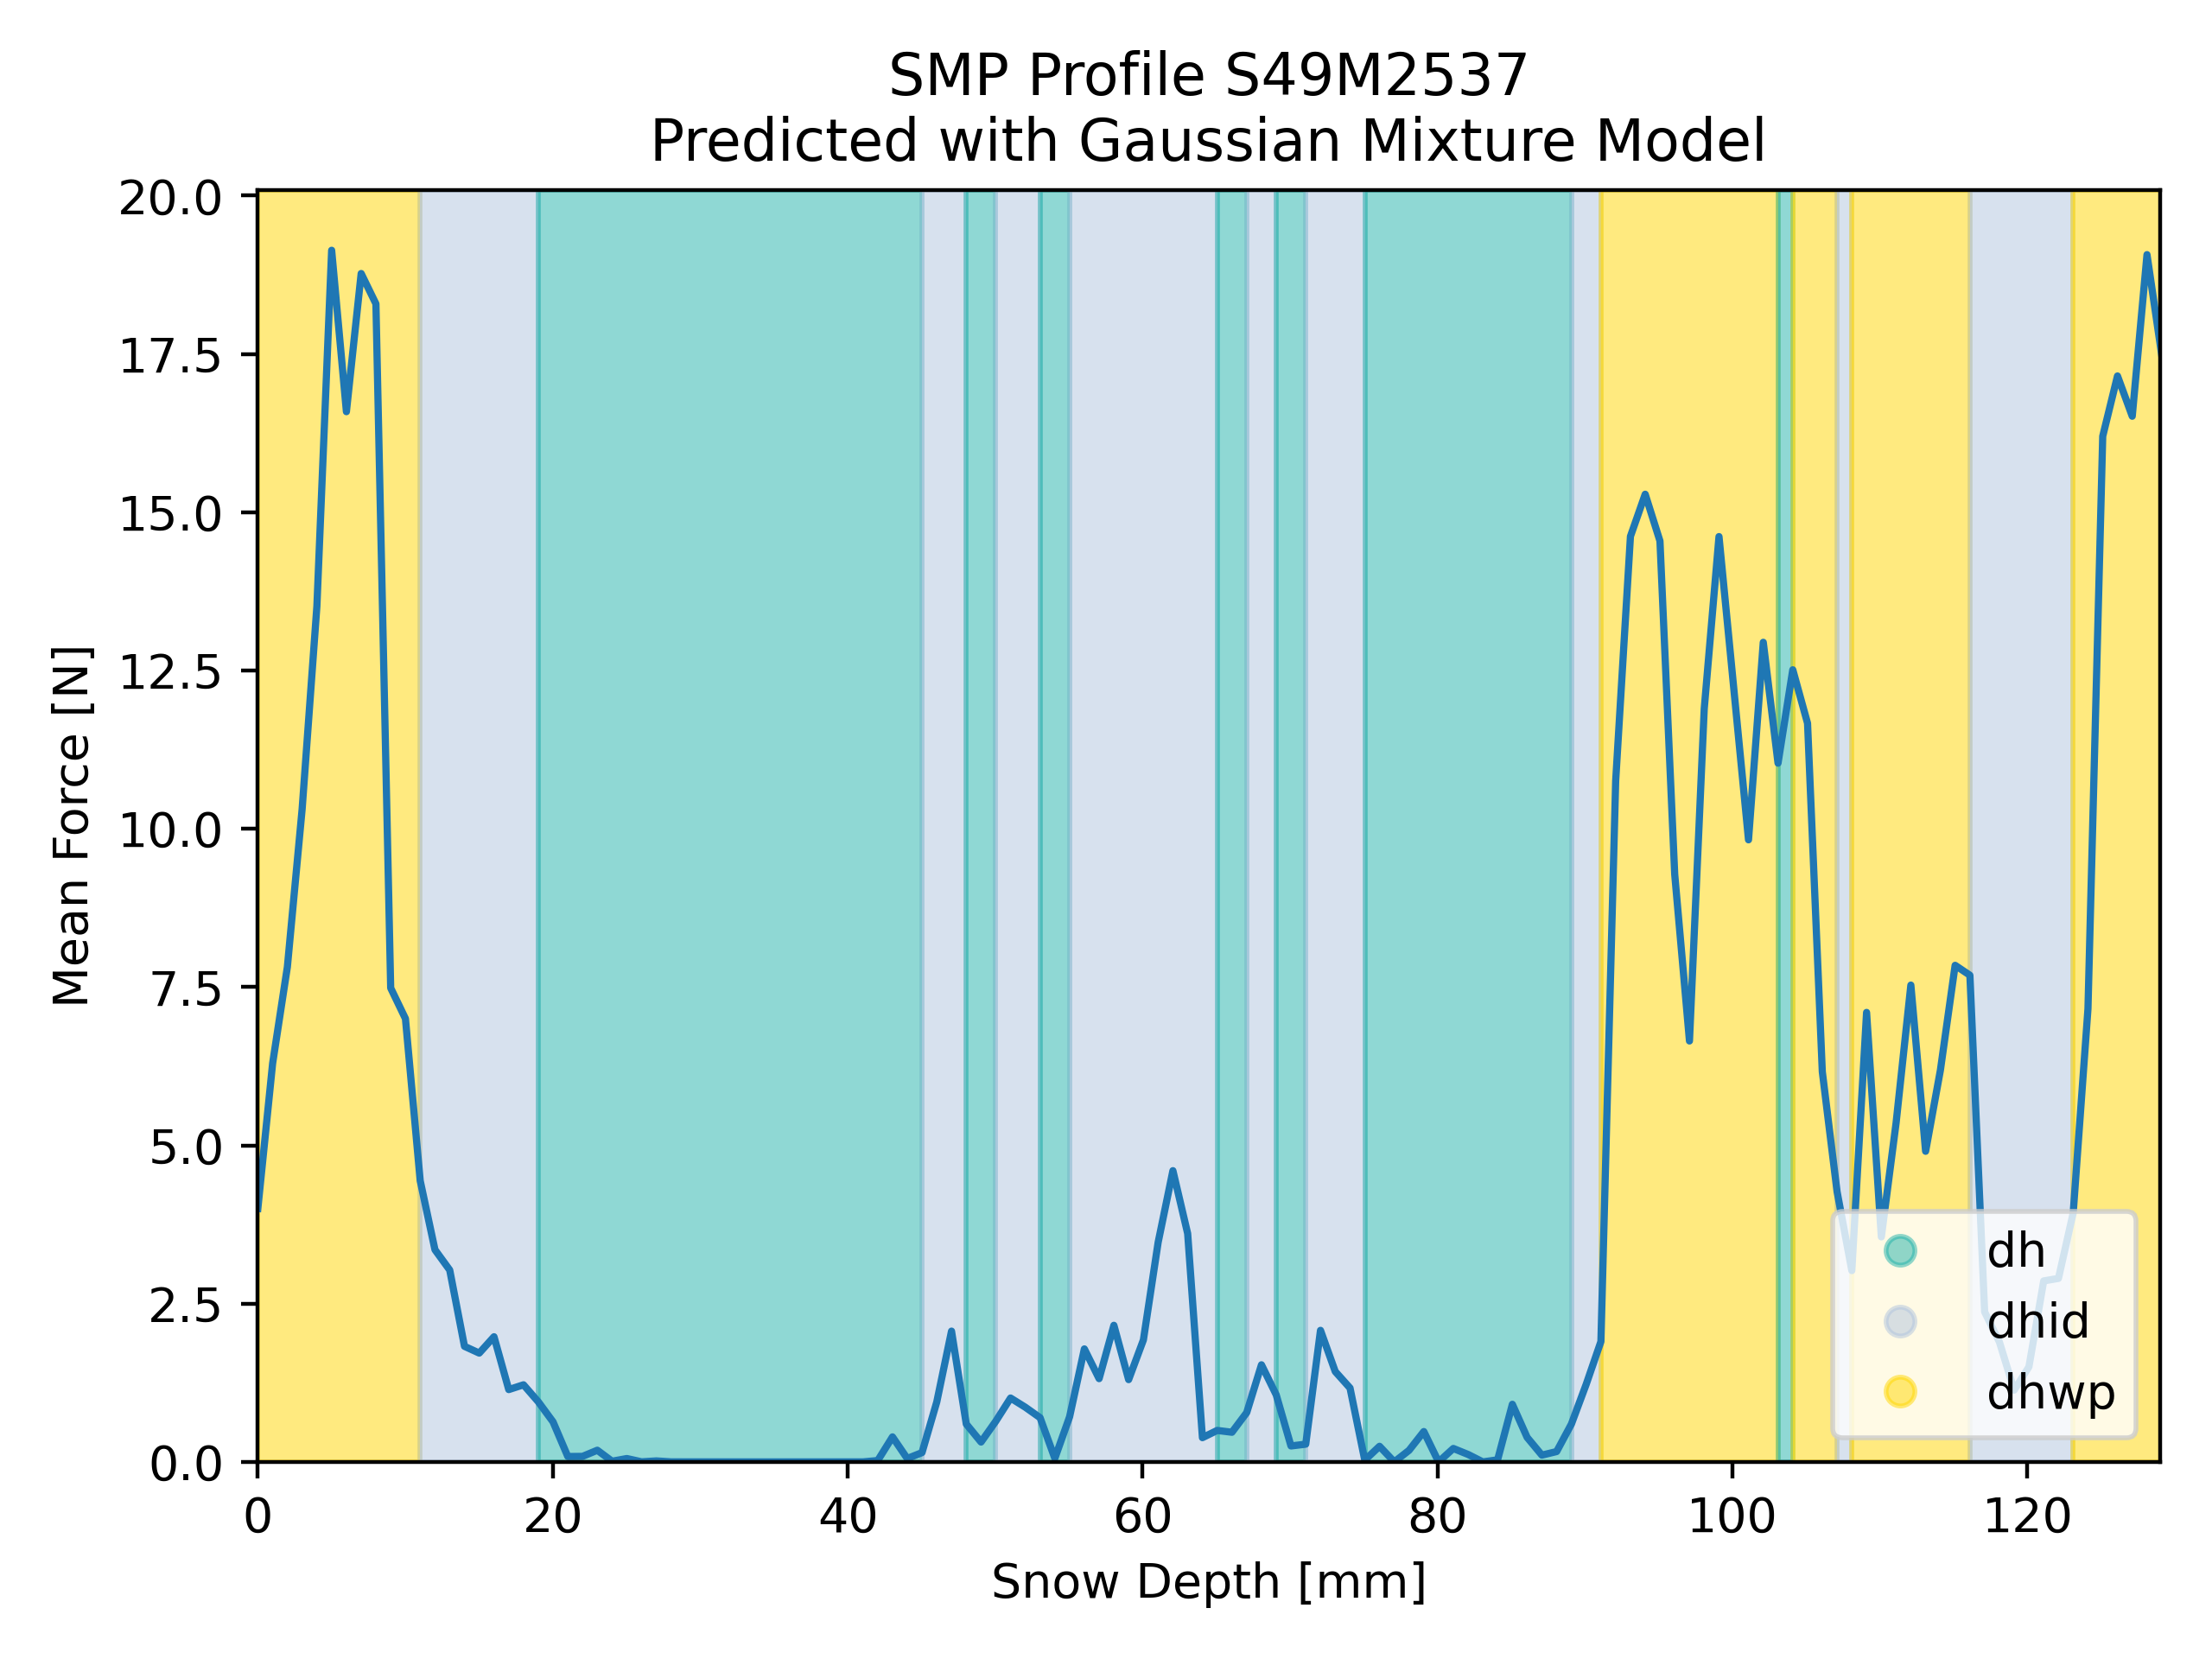 SMP Profile S49M2537
Predicted with Gaussian Mixture Model
20.0
17.5
15.0
12.5
10.0
7.5
5.0
2.5
0.0
Mean Force [N]
0 20 40 60 80 100 120
Snow Depth [mm]
dh
dhid
dhwp